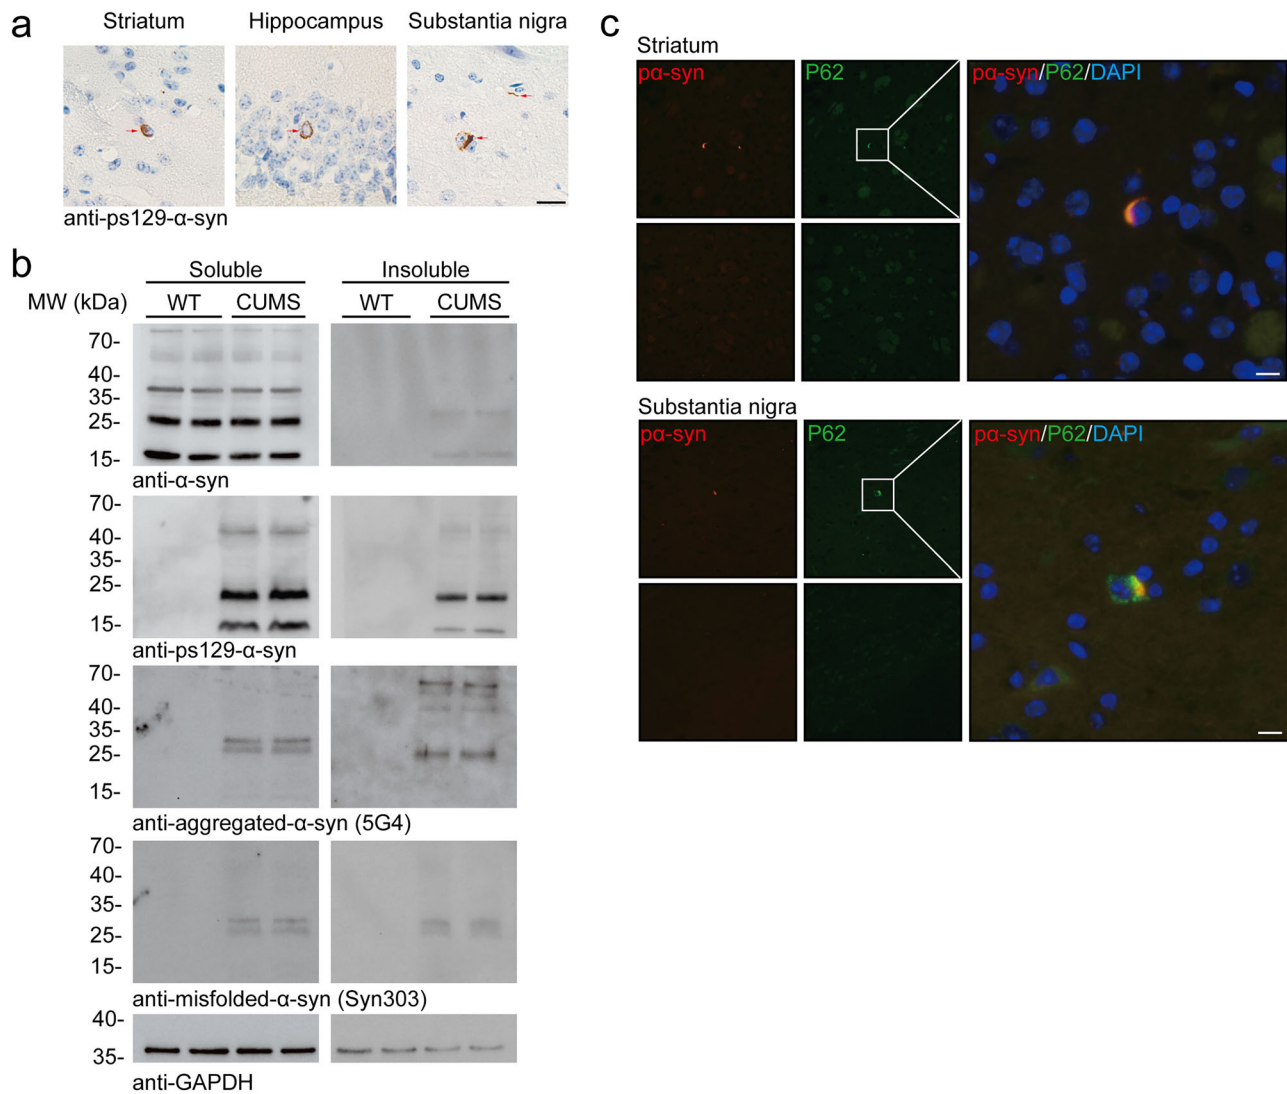 a
Striatum Hippocampus Substantia nigra
anti-ps129-α-syn
b
Soluble Insoluble
MW (kDa) WT CUMS WT CUMS
70-
40-
35-
25-
15-
anti-α-syn
70-
40-
35-
25-
15-
anti-ps129-α-syn
70-
40-
35-
25-
15-
anti-aggregated-α-syn (5G4)
70-
40-
35-
25-
15-
anti-misfolded-α-syn (Syn303)
40-
35-
anti-GAPDH
c
Striatum
pα-syn P62 pα-syn/P62/DAPI
Substantia nigra
pα-syn P62 pα-syn/P62/DAPI